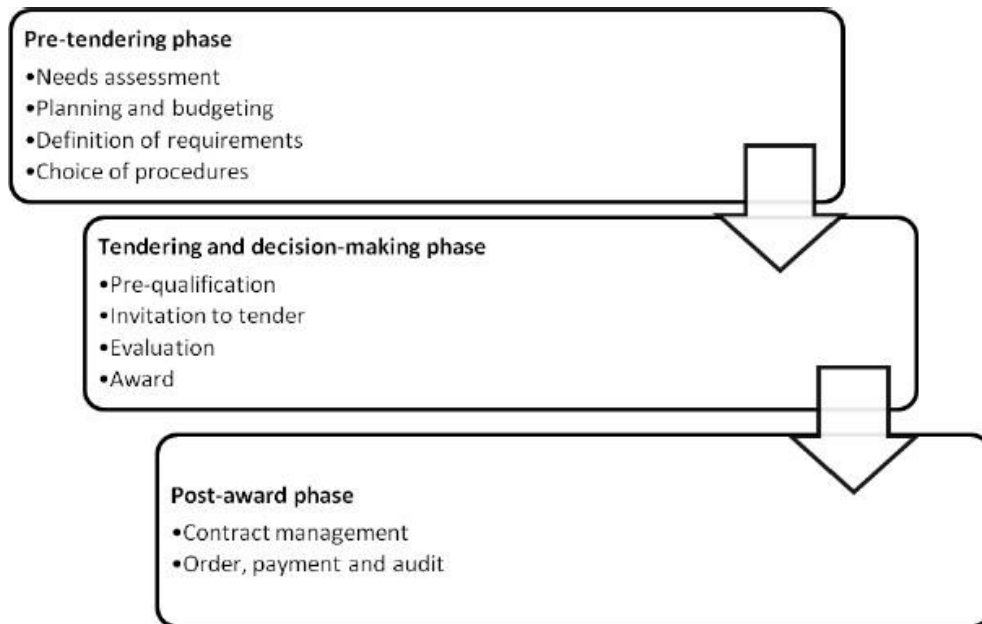 Pre-tendering phase
•Needs assessment
•Planning and budgeting
•Definition of requirements
•Choice of procedures
Tendering and decision-making phase
•Pre-qualification
•Invitation to tender
•Evaluation
•Award
Post-award phase
•Contract management
•Order, payment and audit